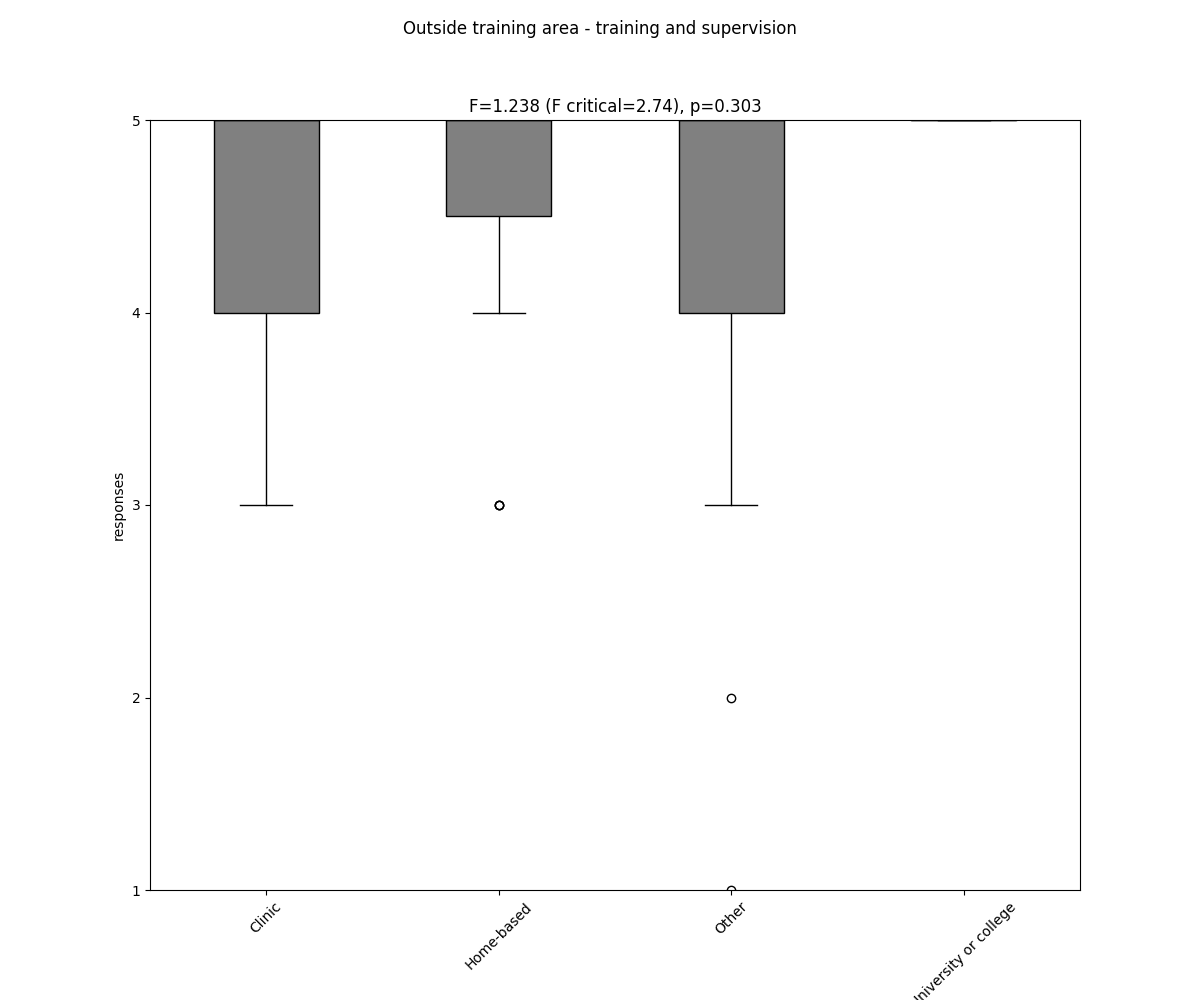 Outside training area - training and supervision
F=1.238 (F critical=2.74), p=0.303
5
4
3
2
1
responses
Clinic
Home-based
Other
niversity or college